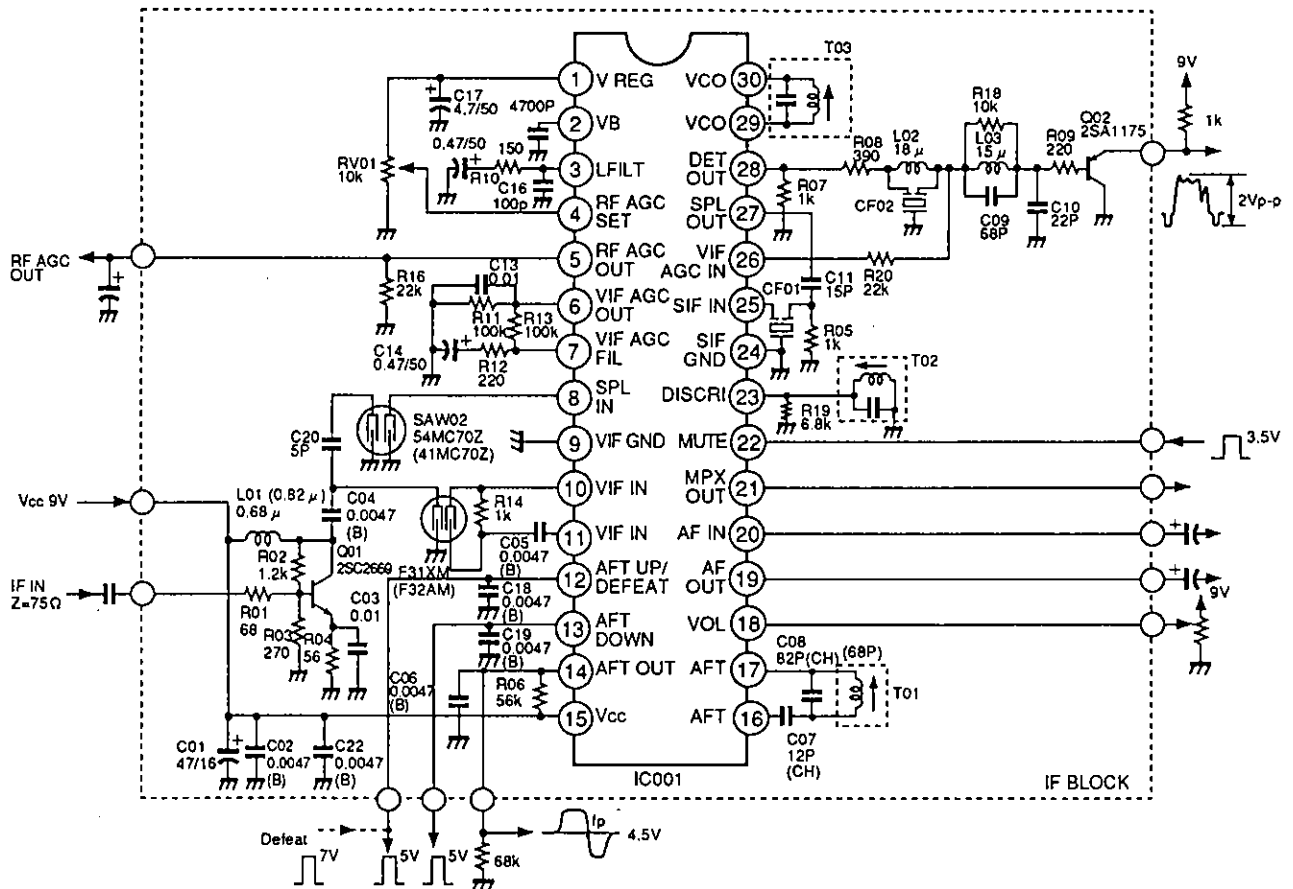 T03
1
V REG
VCO
30
C17
4.7/50
4700P
2
VB
VCO
29
0.47/50
150
R10
RV01
10k
C16
100p
3
LFILT
DET
OUT
28
R08
390
L02
18μ
R18
10k
L03
15μ
R09
220
Q02
2SA1175
9V
1k
2Vp-p
R07
1k
CF02
C09
68P
C10
22P
4
RF AGC
SET
SPL
OUT
27
RF AGC
OUT
R16
22k
5
RF AGC
OUT
VIF
AGC IN
26
R20
22k
C11
15P
C13
0.01
R11
100k
R13
100k
6
VIF AGC
OUT
SIF IN
25
CF01
R05
1k
C14
0.47/50
R12
220
7
VIF AGC
FIL
SIF
GND
24
T02
8
SPL
IN
DISCRI
23
R19
6.8k
SAW02
54MC70Z
(41MC70Z)
C20
5P
9
VIF GND
MUTE
22
3.5V
Vcc 9V
L01 (0.82μ)
0.68μ
C04
0.0047
(B)
R14
1k
10
VIF IN
MPX
OUT
21
11
VIF IN
AF IN
20
C05
0.0047
(B)
R02
1.2k
Q01
2SC2669
F31XM
(F32AM)
IF IN
Z=75Ω
R01
68
R03
270
R04
56
C03
0.01
12
AFT UP/
DEFEAT
AF
OUT
19
9V
C18
0.0047
(B)
13
AFT
DOWN
VOL
18
C19
0.0047
(B)
C08
82P(CH)
(68P)
C06
0.0047
(B)
R06
56k
14
AFT OUT
AFT
17
T01
15
Vcc
AFT
16
C07
12P
(CH)
C01
47/16
C02
0.0047
(B)
C22
0.0047
(B)
IC001
IF BLOCK
Defeat
7V
5V
5V
68k
fp
4.5V